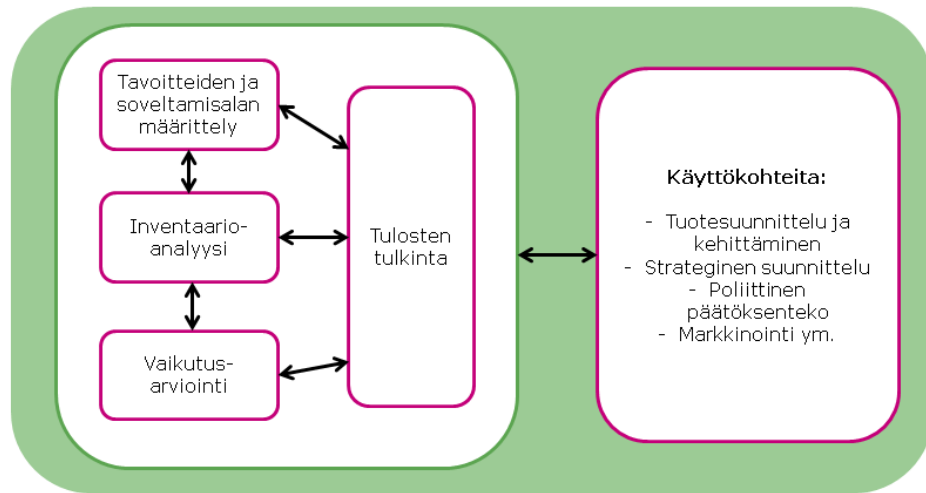 Tavoitteiden ja
soveltamisalan
määrittely
Inventaario-
analyysi
Vaikutus-
arviointi
Tulosten
tulkinta
Käyttökohteita:
- Tuotesuunnittelu ja
kehittäminen
- Strateginen suunnittelu
- Poliittinen
päätöksenteko
- Markkinointi ym.